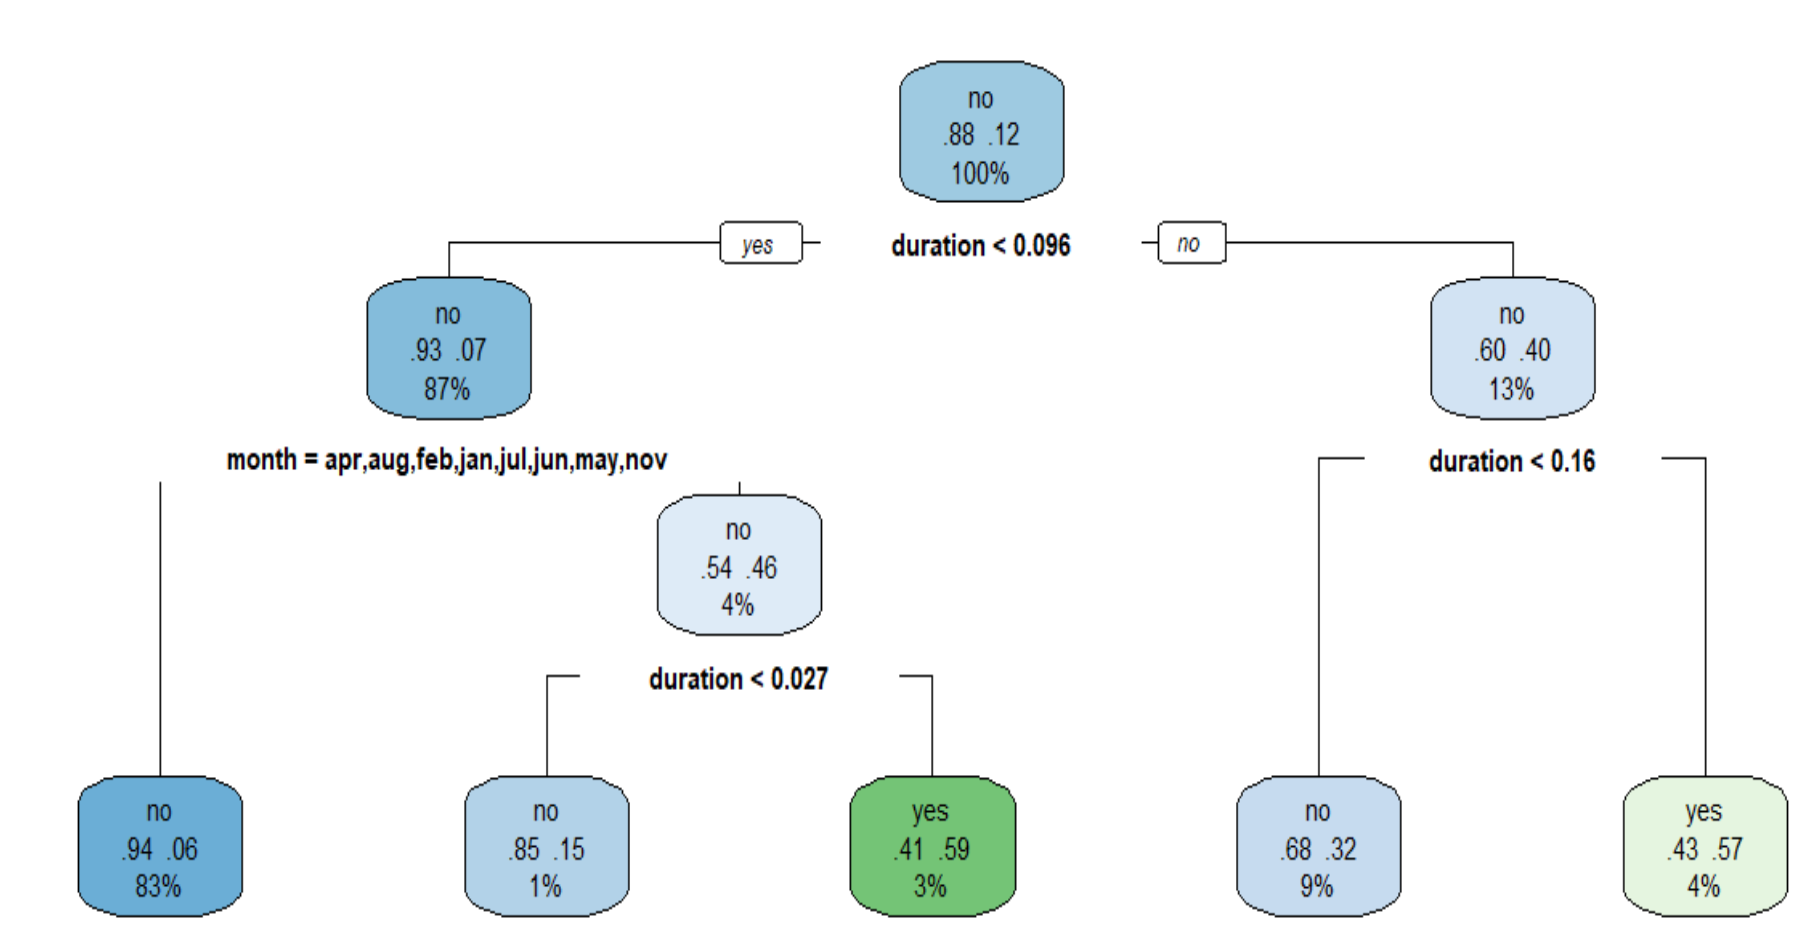 no
.88 .12
100%
yes
duration < 0.096
no
no
.93 .07
87%
no
.60 .40
13%
month = apr,aug,feb,jan,jul,jun,may,nov
duration < 0.16
no
.54 .46
4%
duration < 0.027
no
.94 .06
83%
no
.85 .15
1%
yes
.41 .59
3%
no
.68 .32
9%
yes
.43 .57
4%